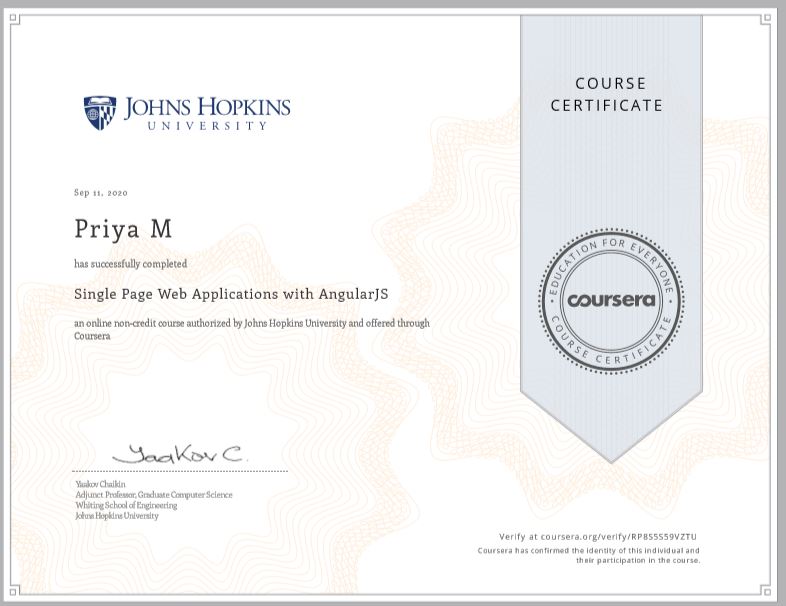 JOHNS HOPKINS
UNIVERSITY
COURSE
CERTIFICATE
Sep 11, 2020
Priya M
has successfully completed
Single Page Web Applications with AngularJS
an online non-credit course authorized by Johns Hopkins University and offered through
Coursera
EDUCATION FOR EVERYONE
coursera
COURSE CERTIFICATE
Yaakov C.
Yaakov Chaikin
Adjunct Professor, Graduate Computer Science
Whiting School of Engineering
Johns Hopkins University
Verify at coursera.org/verify/RP8S5S59VZTU
Coursera has confirmed the identity of this individual and
their participation in the course.